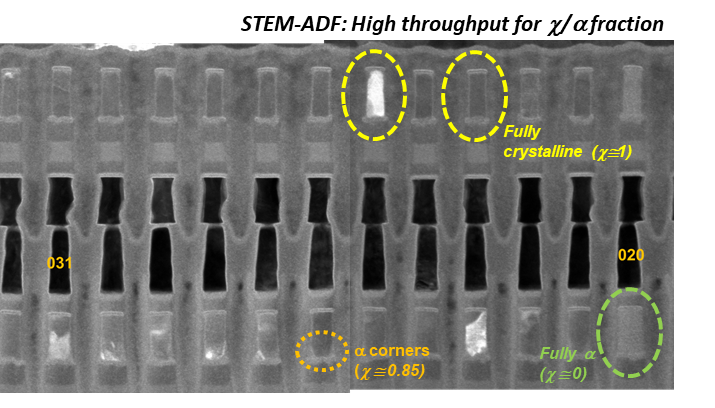 STEM-ADF: High throughput for χ/α fraction
Fully
crystalline (χ≅1)
031
020
α corners
(χ≅0.85)
Fully α
(χ≅0)